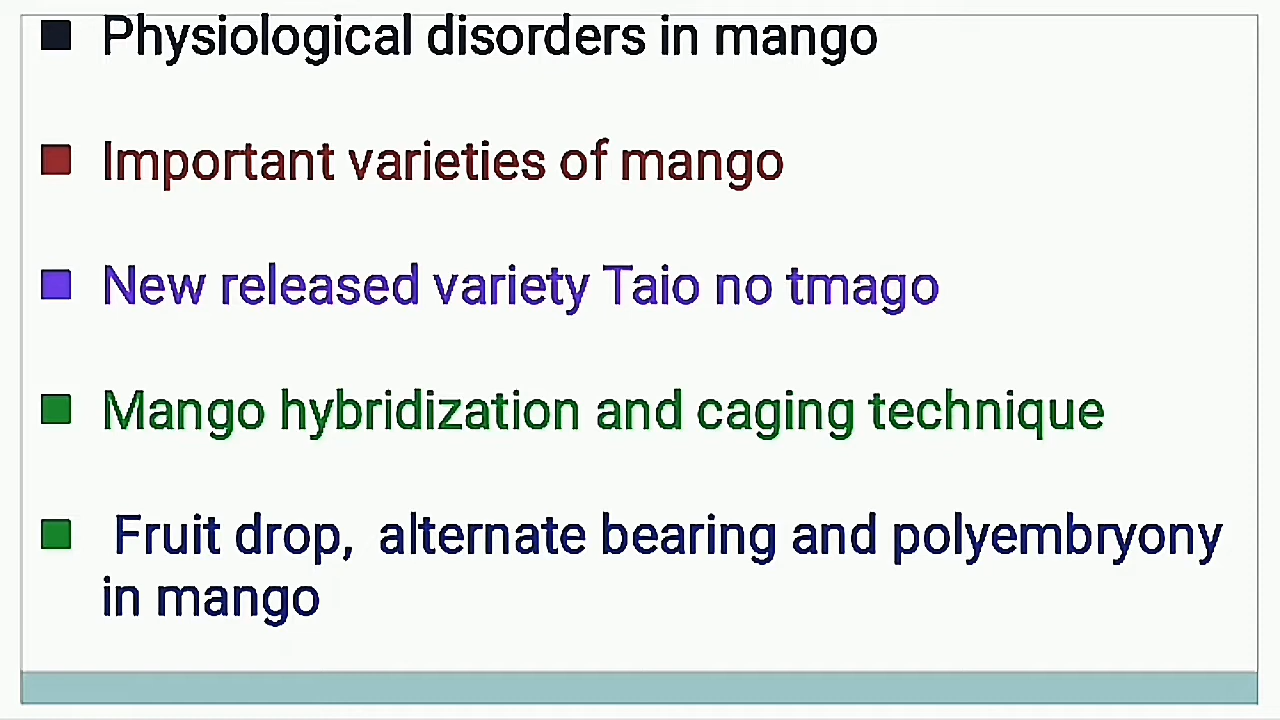 Physiological disorders in mango
Important varieties of mango
New released variety Taio no tmago
Mango hybridization and caging technique
Fruit drop, alternate bearing and polyembryony
in mango